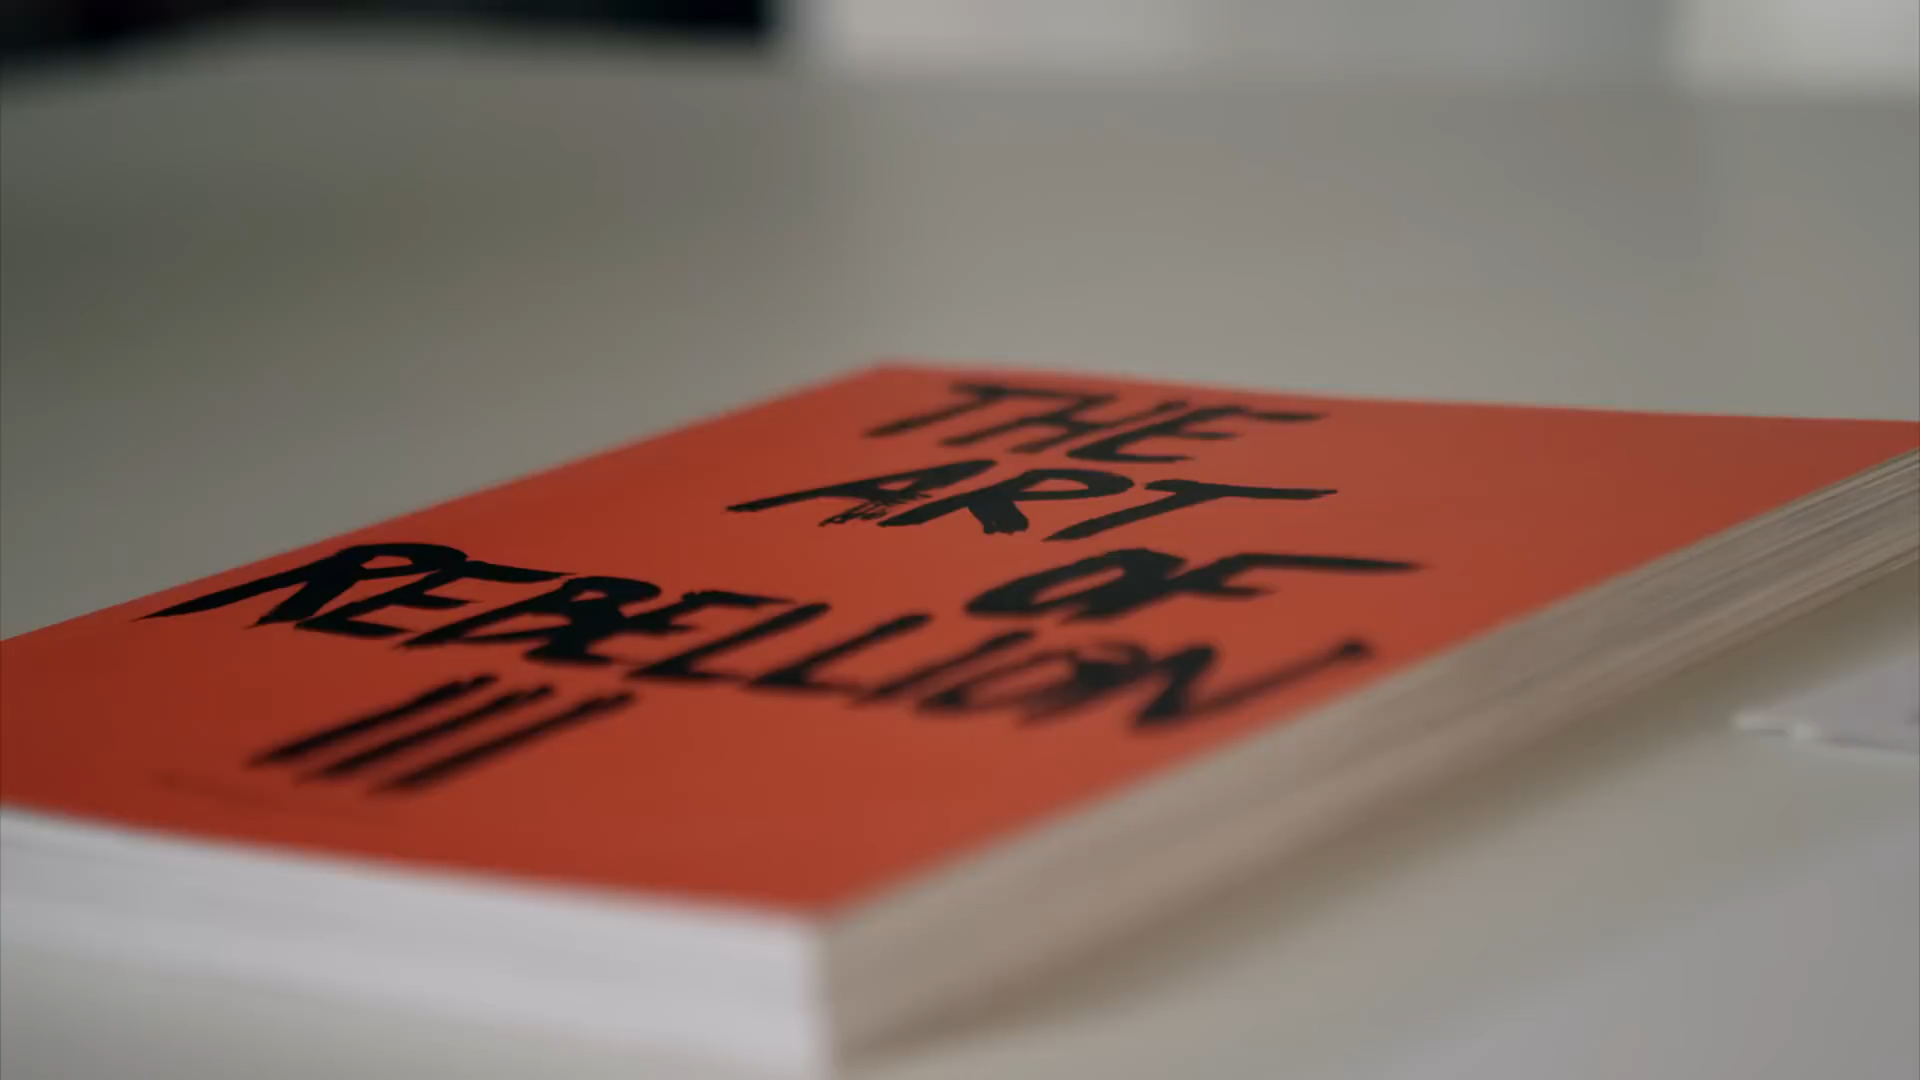 THE
ART
OF
REBELLION
III